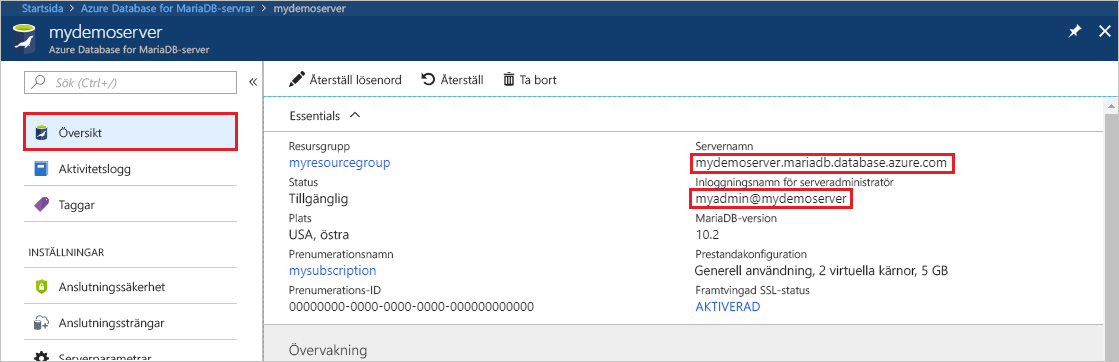 Startsida > Azure Database for MariaDB-servrar > mydemoserver
mydemoserver
Azure Database for MariaDB-server
Sök (Ctrl+/)
Översikt
Aktivitetslogg
Taggar
INSTÄLLNINGAR
Anslutningssäkerhet
Anslutningssträngar
Serverparametrar
Återställ lösenord
Återställ
Ta bort
Essentials
Resursgrupp
myresourcegroup
Status
Tillgänglig
Plats
USA, östra
Prenumerationsnamn
mysubscription
Prenumerations-ID
00000000-0000-0000-0000-000000000000
Servernamn
mydemoserver.mariadb.database.azure.com
Inloggningsnamn för serveradministratör
myadmin@mydemoserver
MariaDB-version
10.2
Prestandakonfiguration
Generell användning, 2 virtuella kärnor, 5 GB
Framtvingad SSL-status
AKTIVERAD
Övervakning